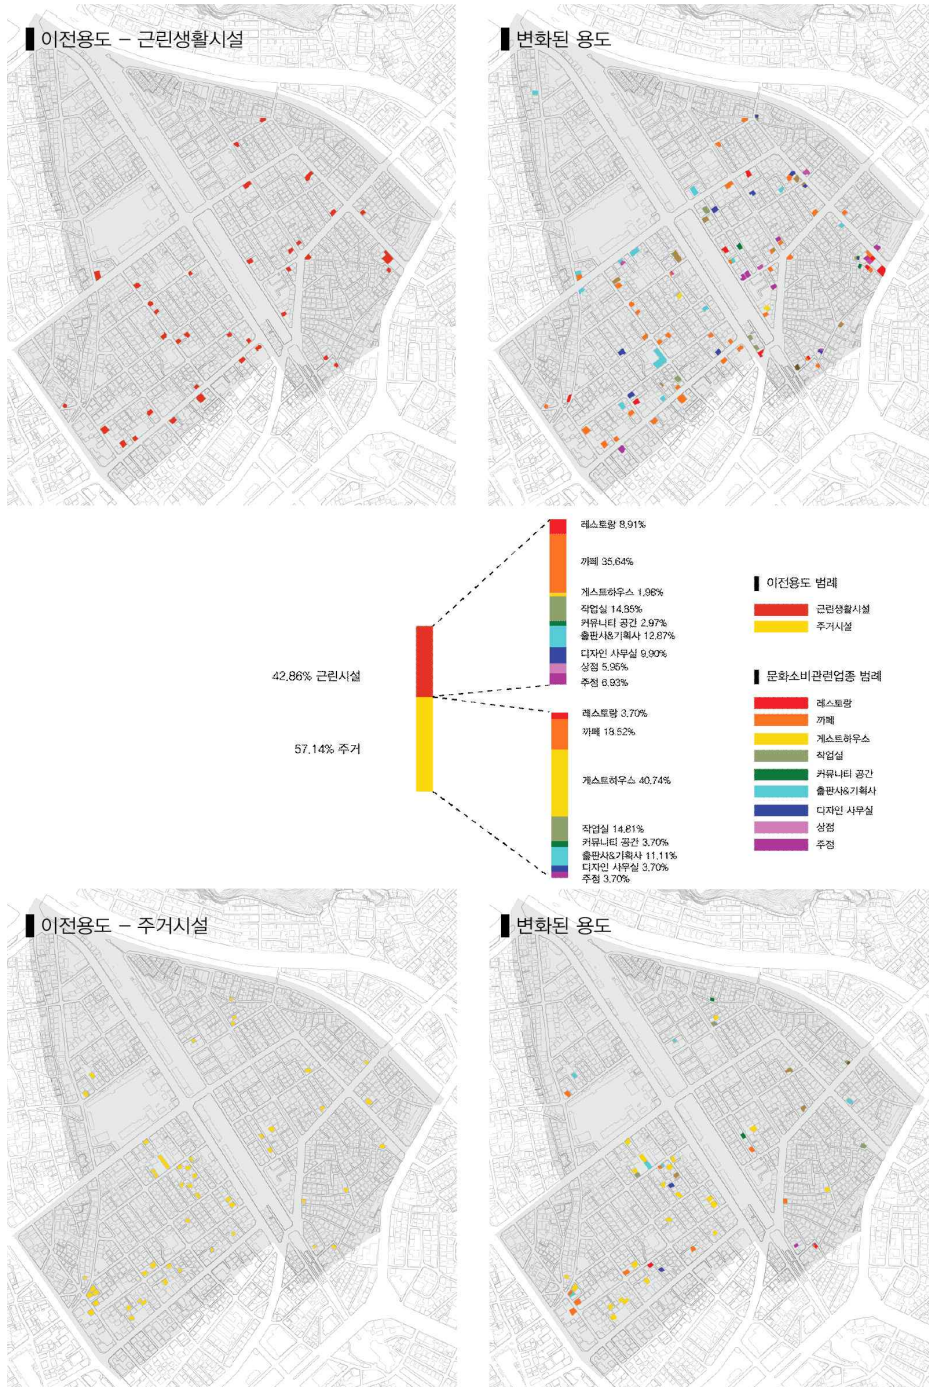 이전용도 – 근린생활시설
변화된 용도
레스토랑 8.91%
까페 35.64%
게스트하우스 1.98%
작업실 14.85%
커뮤니티 공간 2.97%
출판사&기획사 12.87%
디자인 사무실 9.90%
상점 5.95%
주점 6.93%
42.86% 근린시설
57.14% 주거
레스토랑 3.70%
까페 18.52%
게스트하우스 40.74%
작업실 14.81%
커뮤니티 공간 3.70%
출판사&기획사 11.11%
디자인 사무실 3.70%
주점 3.70%
이전용도 범례
근린생활시설
주거시설
문화소비관련업종 범례
레스토랑
까페
게스트하우스
작업실
커뮤니티 공간
출판사&기획사
디자인 사무실
상점
주점
이전용도 – 주거시설
변화된 용도